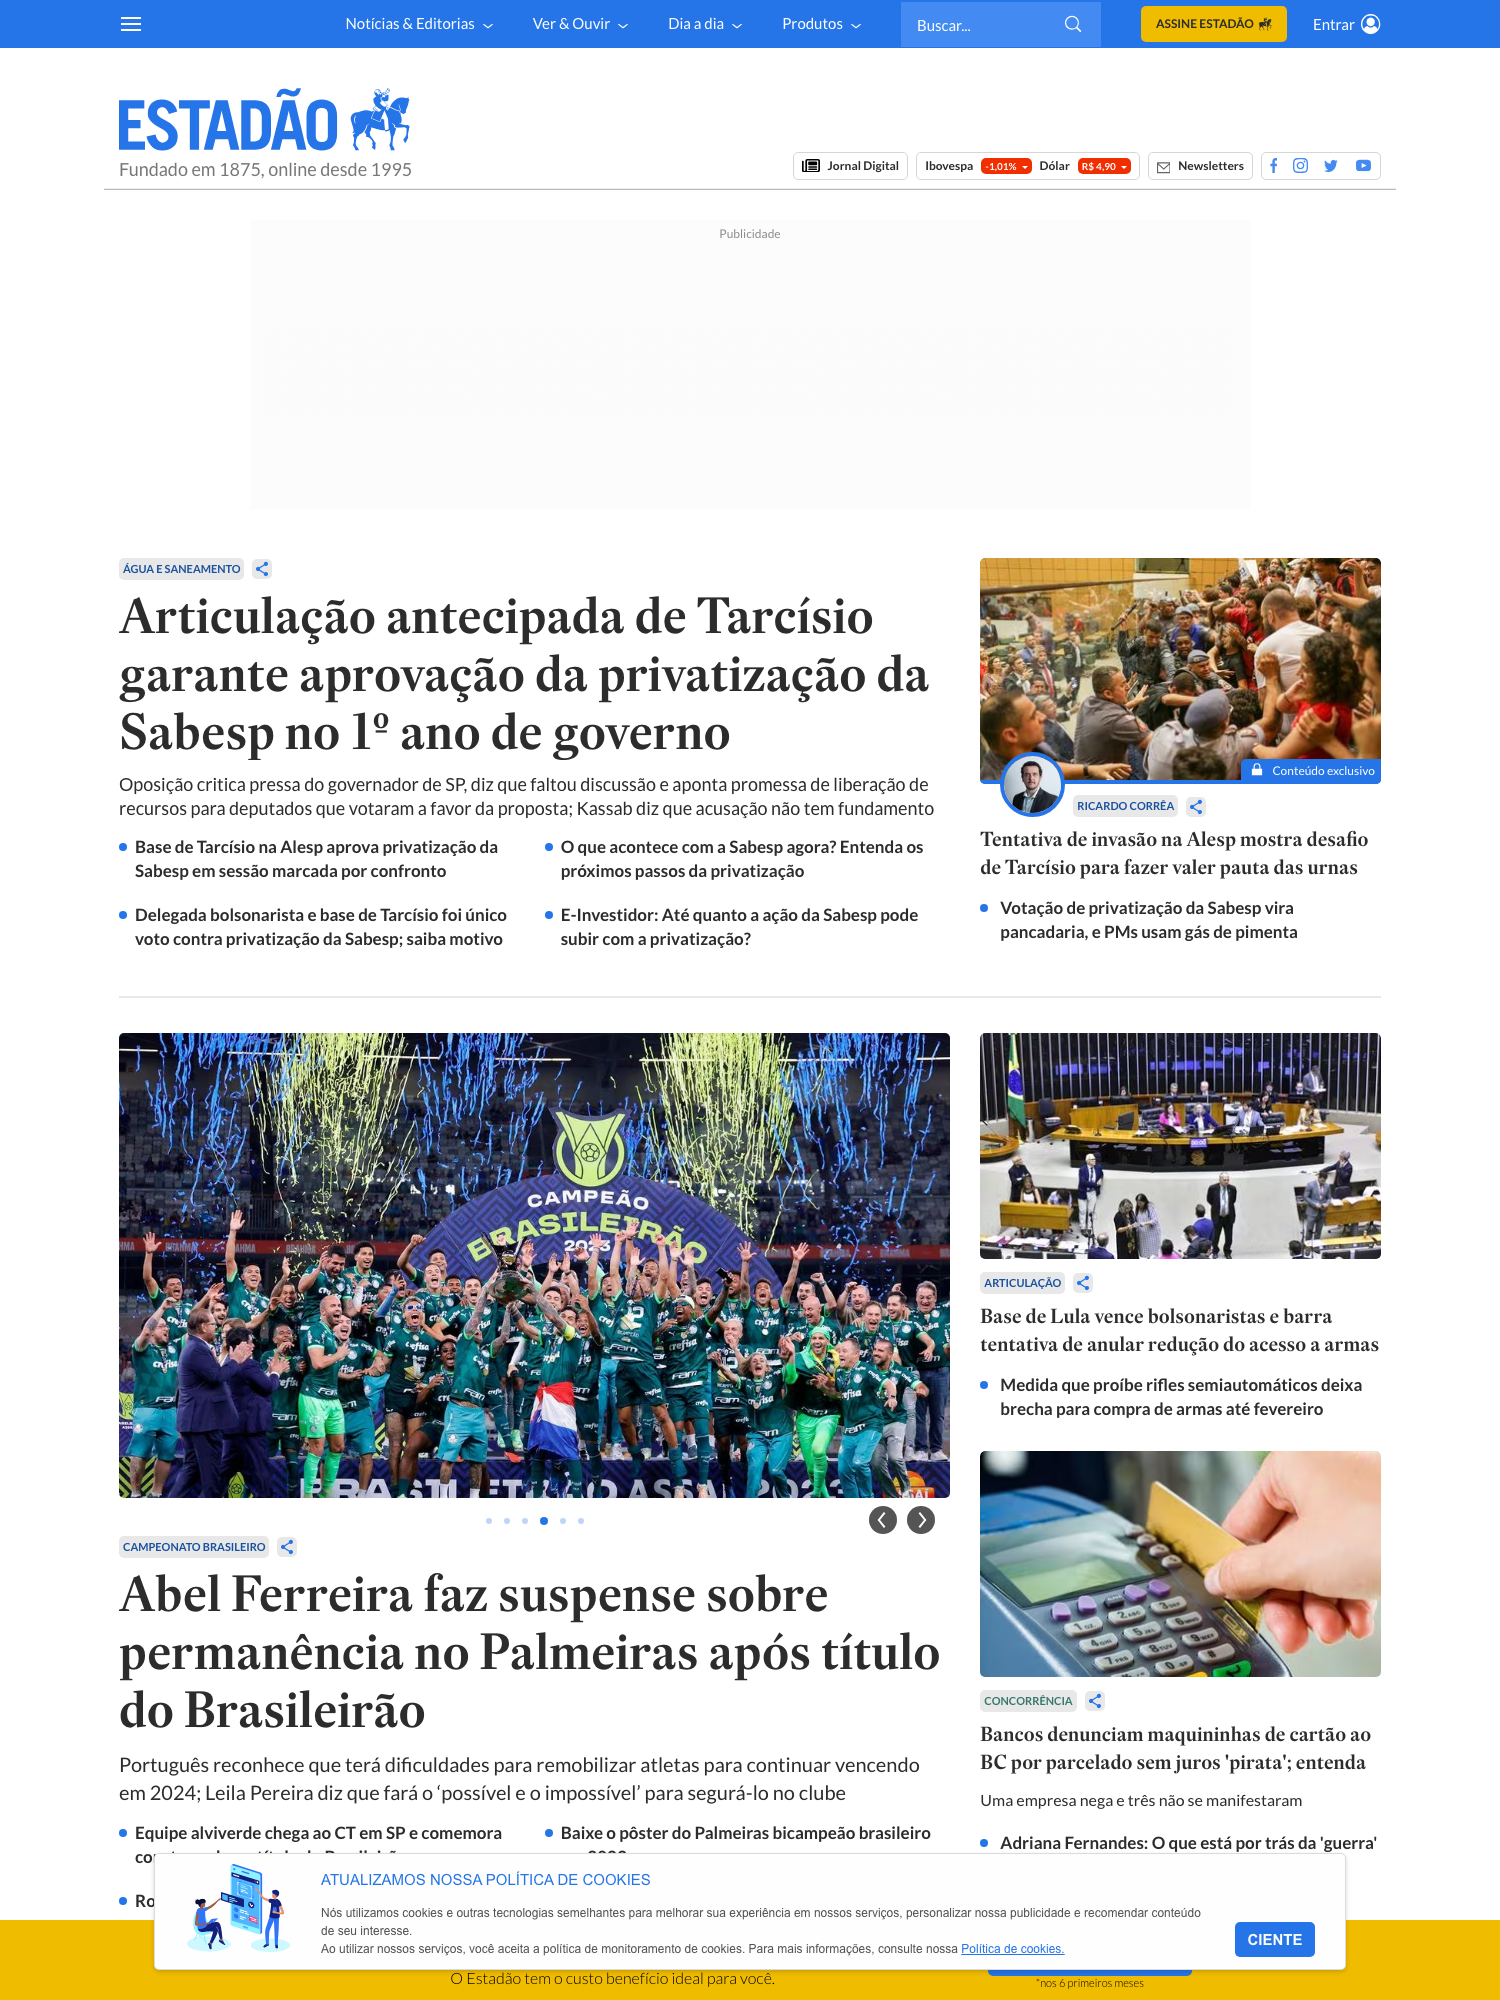 Notícias & Editorias
Ver & Ouvir
Dia a dia
Produtos
Buscar...
ASSINE ESTADÃO
Entrar
ESTADÃO
Fundado em 1875, online desde 1995
Jornal Digital
Ibovespa -1,01% Dólar R$ 4,90
Newsletters
Publicidade
ÁGUA E SANEAMENTO
Articulação antecipada de Tarcísio
garante aprovação da privatização da
Sabesp no 1º ano de governo
Oposição critica pressa do governador de SP, diz que faltou discussão e aponta promessa de liberação de
recursos para deputados que votaram a favor da proposta; Kassab diz que acusação não tem fundamento
Base de Tarcísio na Alesp aprova privatização da
Sabesp em sessão marcada por confronto
O que acontece com a Sabesp agora? Entenda os
próximos passos da privatização
Delegada bolsonarista e base de Tarcísio foi único
voto contra privatização da Sabesp; saiba motivo
E-Investidor: Até quanto a ação da Sabesp pode
subir com a privatização?
Conteúdo exclusivo
RICARDO CORRÊA
Tentativa de invasão na Alesp mostra desafio
de Tarcísio para fazer valer pauta das urnas
Votação de privatização da Sabesp vira
pancadaria, e PMs usam gás de pimenta
CAMPEÃO
BRASILEIRÃO
2023
CAMPEONATO BRASILEIRO
Abel Ferreira faz suspense sobre
permanência no Palmeiras após título
do Brasileirão
Português reconhece que terá dificuldades para remobilizar atletas para continuar vencendo
em 2024; Leila Pereira diz que fará o ‘possível e o impossível’ para segurá-lo no clube
Equipe alviverde chega ao CT em SP e comemora
Baixe o pôster do Palmeiras bicampeão brasileiro
Ro
ARTICULAÇÃO
Base de Lula vence bolsonaristas e barra
tentativa de anular redução do acesso a armas
Medida que proíbe rifles semiautomáticos deixa
brecha para compra de armas até fevereiro
CONCORRÊNCIA
Bancos denunciam maquininhas de cartão ao
BC por parcelado sem juros 'pirata'; entenda
Uma empresa nega e três não se manifestaram
Adriana Fernandes: O que está por trás da 'guerra'
ATUALIZAMOS NOSSA POLÍTICA DE COOKIES
Nós utilizamos cookies e outras tecnologias semelhantes para melhorar sua experiência em nossos serviços, personalizar nossa publicidade e recomendar conteúdo
de seu interesse.
Ao utilizar nossos serviços, você aceita a política de monitoramento de cookies. Para mais informações, consulte nossa Política de cookies.
CIENTE
O Estadão tem o custo benefício ideal para você.
*nos 6 primeiros meses